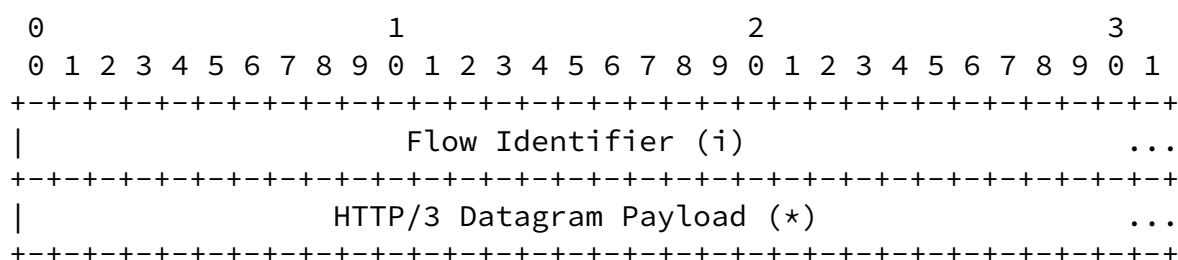 0                   1                   2                   3
 0 1 2 3 4 5 6 7 8 9 0 1 2 3 4 5 6 7 8 9 0 1 2 3 4 5 6 7 8 9 0 1
+-+-+-+-+-+-+-+-+-+-+-+-+-+-+-+-+-+-+-+-+-+-+-+-+-+-+-+-+-+-+-+-+
|                     Flow Identifier (i)                     ...
+-+-+-+-+-+-+-+-+-+-+-+-+-+-+-+-+-+-+-+-+-+-+-+-+-+-+-+-+-+-+-+-+
|                 HTTP/3 Datagram Payload (*)                 ...
+-+-+-+-+-+-+-+-+-+-+-+-+-+-+-+-+-+-+-+-+-+-+-+-+-+-+-+-+-+-+-+-+